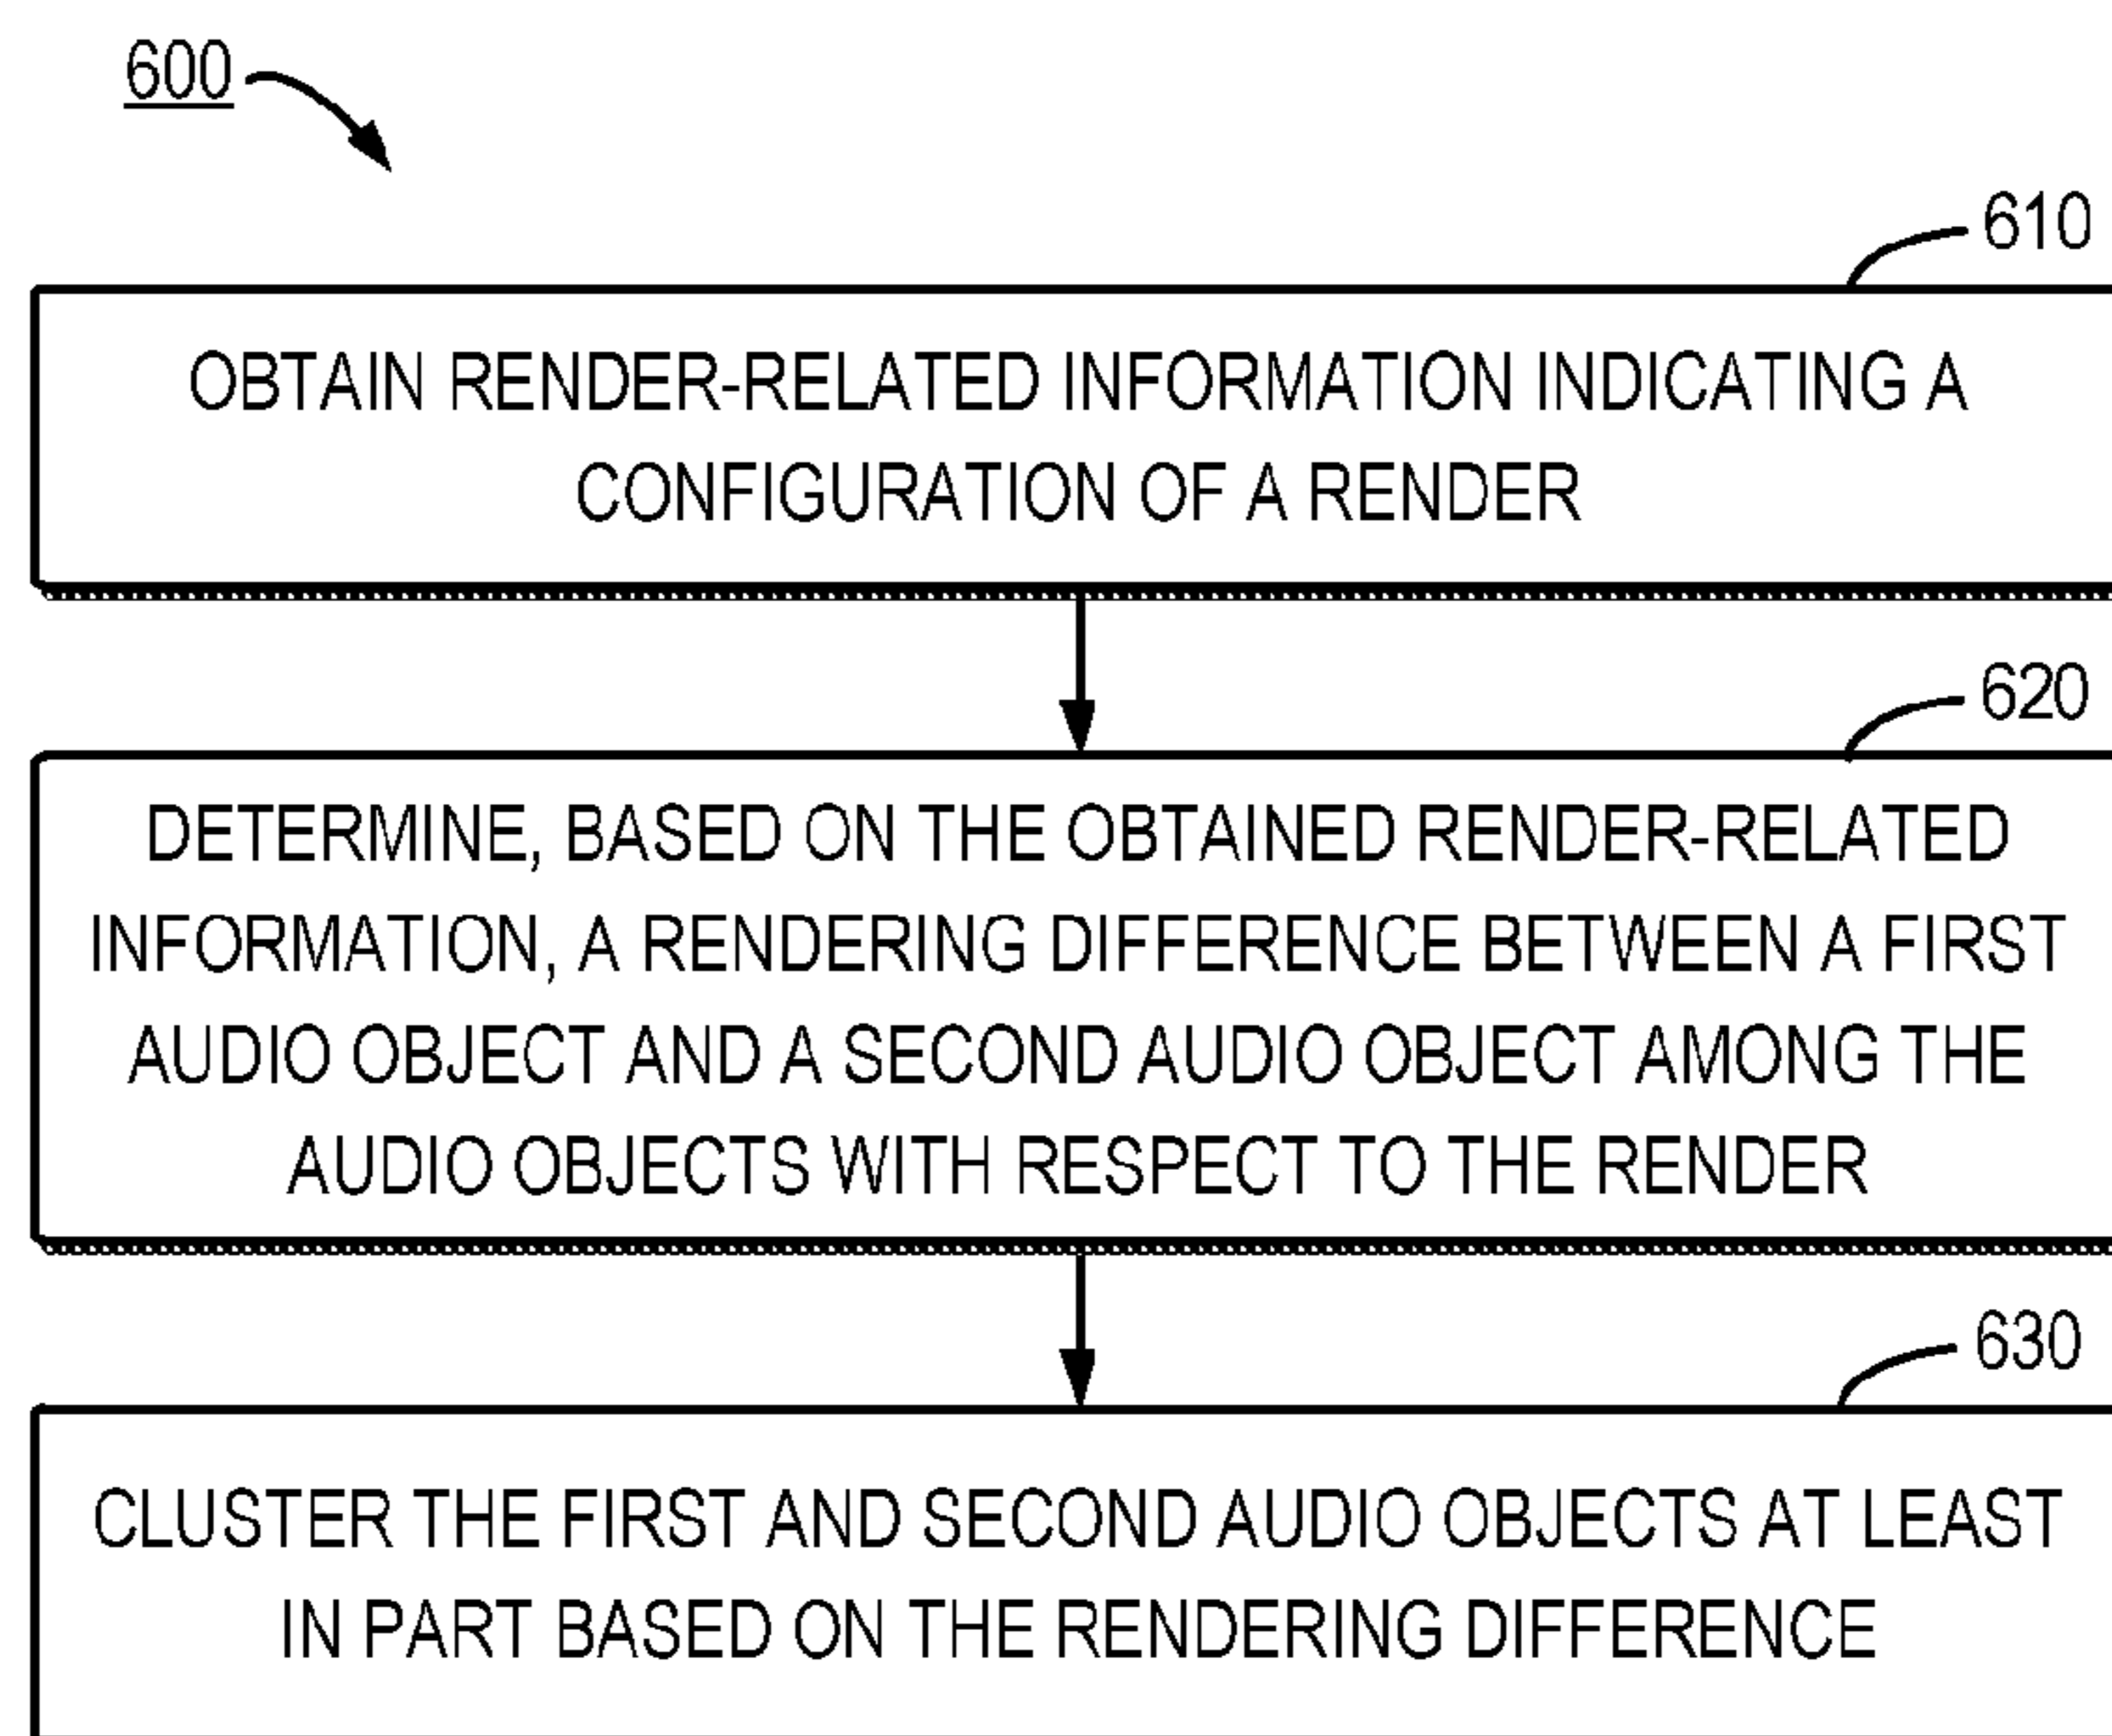 600
610
OBTAIN RENDER-RELATED INFORMATION INDICATING A
CONFIGURATION OF A RENDER
620
DETERMINE, BASED ON THE OBTAINED RENDER-RELATED
INFORMATION, A RENDERING DIFFERENCE BETWEEN A FIRST
AUDIO OBJECT AND A SECOND AUDIO OBJECT AMONG THE
AUDIO OBJECTS WITH RESPECT TO THE RENDER
630
CLUSTER THE FIRST AND SECOND AUDIO OBJECTS AT LEAST
IN PART BASED ON THE RENDERING DIFFERENCE